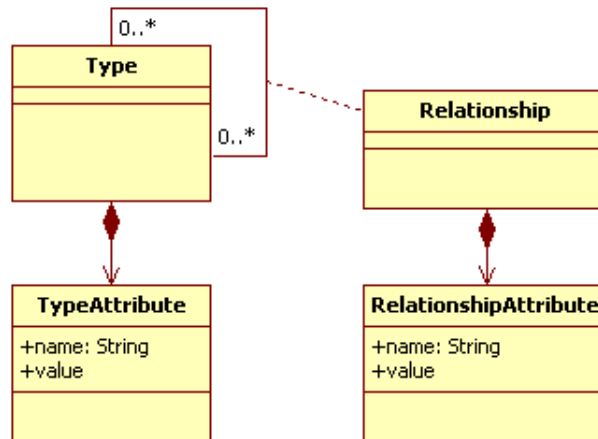 0..*
Type
Relationship
0..*
TypeAttribute
+name: String
+value
RelationshipAttribute
+name: String
+value